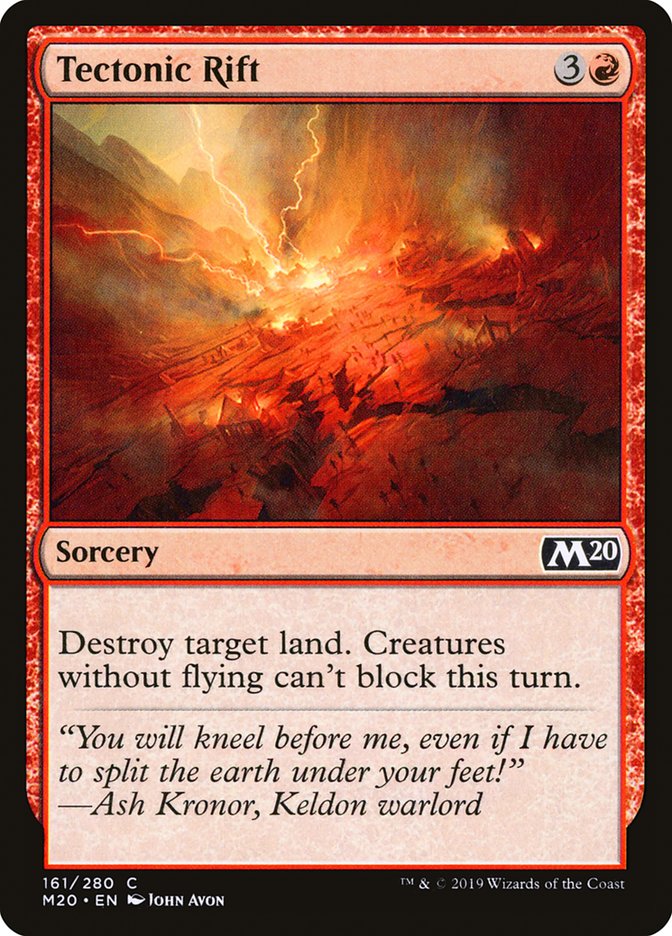 Tectonic Rift
3
Sorcery
M20
Destroy target land. Creatures
without flying can't block this turn.
“You will kneel before me, even if I have
to split the earth under your feet!”
—Ash Kronor, Keldon warlord
161/280 C
™ & © 2019 Wizards of the Coast
M20 • EN John Avon